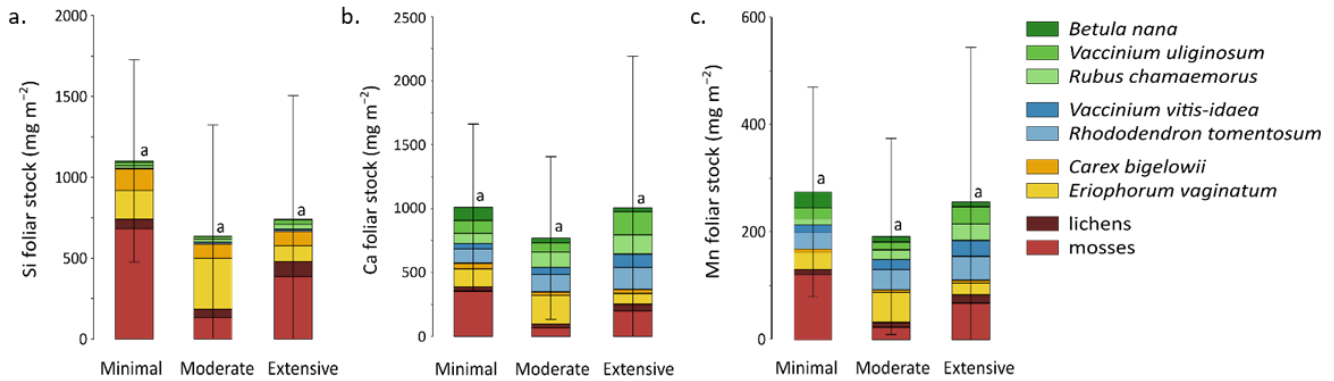 a.
Si foliar stock (mg m⁻²)
2000
1500
1000
500
0
a
a
a
Minimal Moderate Extensive
b.
Ca foliar stock (mg m⁻²)
2500
2000
1500
1000
500
0
a
a
a
Minimal Moderate Extensive
c.
Mn foliar stock (mg m⁻²)
600
400
200
0
a
a
a
Minimal Moderate Extensive
Betula nana
Vaccinium uliginosum
Rubus chamaemorus
Vaccinium vitis-idaea
Rhododendron tomentosum
Carex bigelowii
Eriophorum vaginatum
lichens
mosses